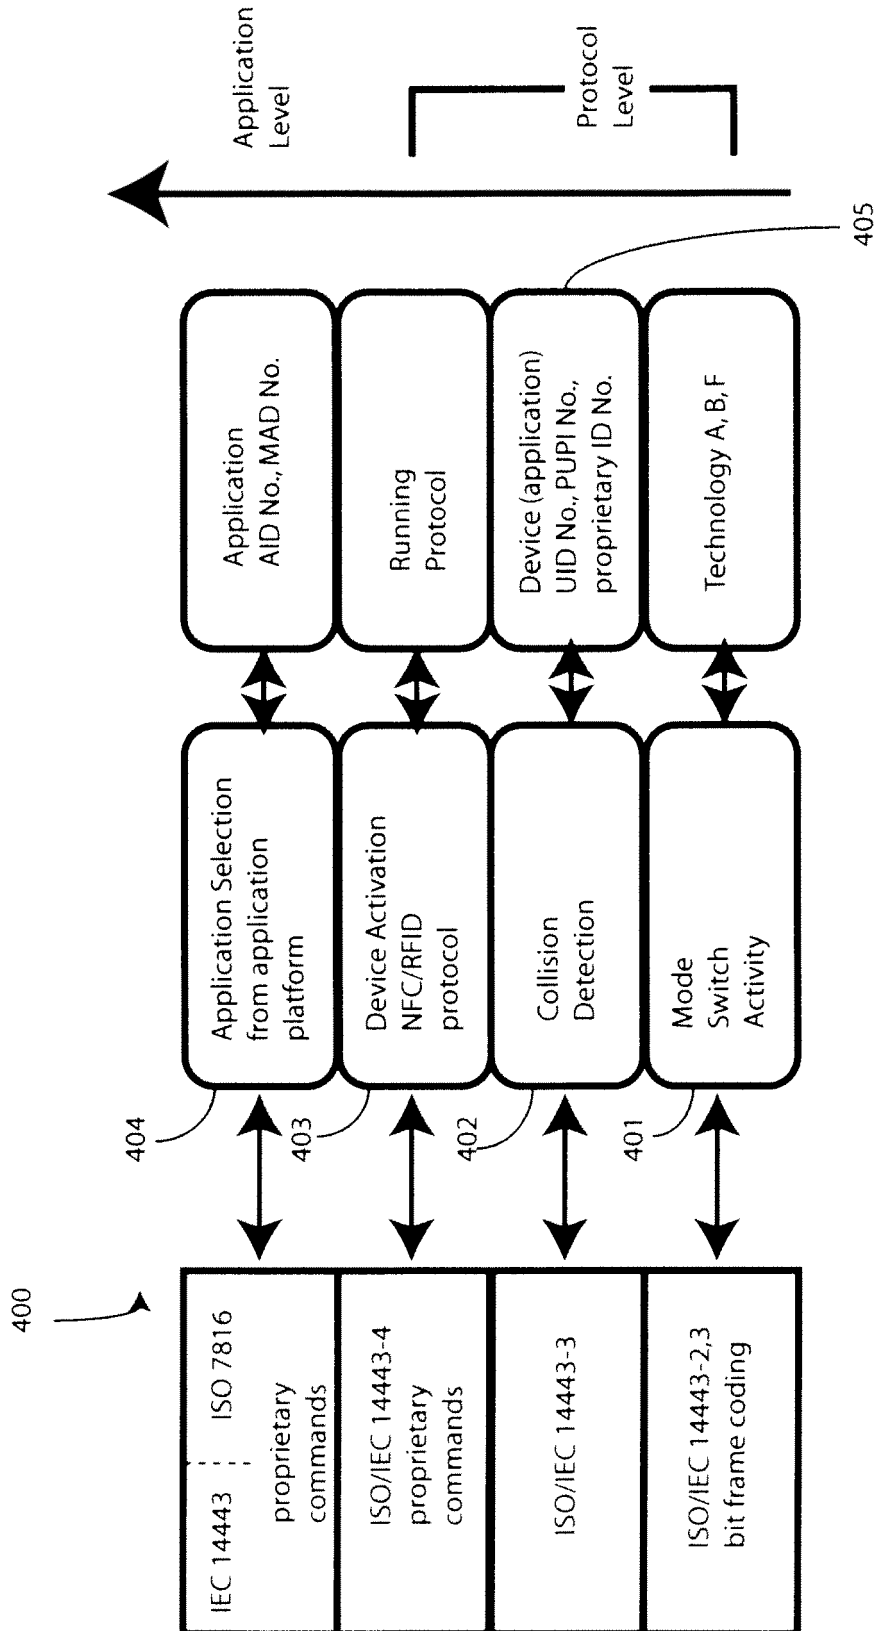 400
IEC 14443
ISO 7816
proprietary
commands
ISO/IEC 14443-4
proprietary
commands
ISO/IEC 14443-3
ISO/IEC 14443-2,3
bit frame coding
404
Application Selection
from application
platform
403
Device Activation
NFC/RFID
protocol
402
Collision
Detection
401
Mode
Switch
Activity
Application
AID No., MAD No.
Running
Protocol
Device (application)
UID No., PUPI No.,
proprietary ID No.
405
Technology A, B, F
Application
Level
Protocol
Level